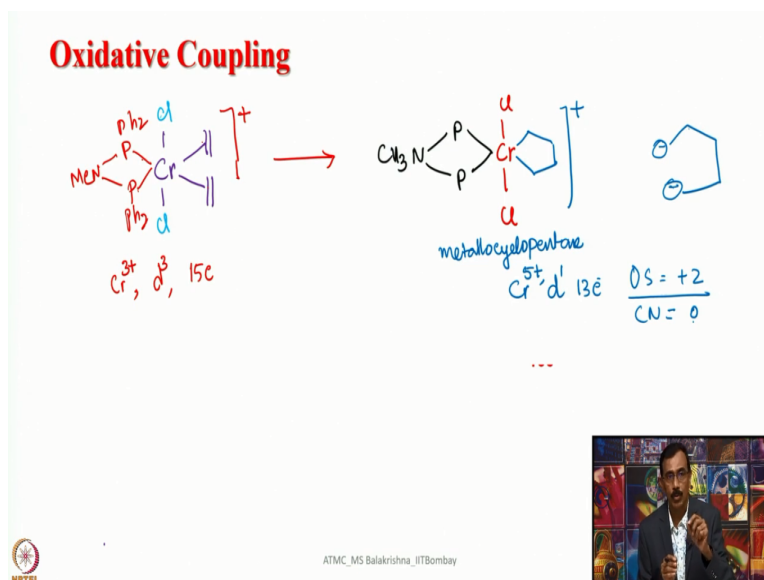 Oxidative Coupling
Ph2 Cl ]+
P
MeN Cr
P
Ph2 Cl
Cr3+, d3, 15e
Cl ]+
P
CH3N Cr
P
Cl
metallocyclopentane
Cr5+, d1 13e-
OS = +2
CN = 0
...
ATMC_MS Balakrishna_IITBombay
NPTEL